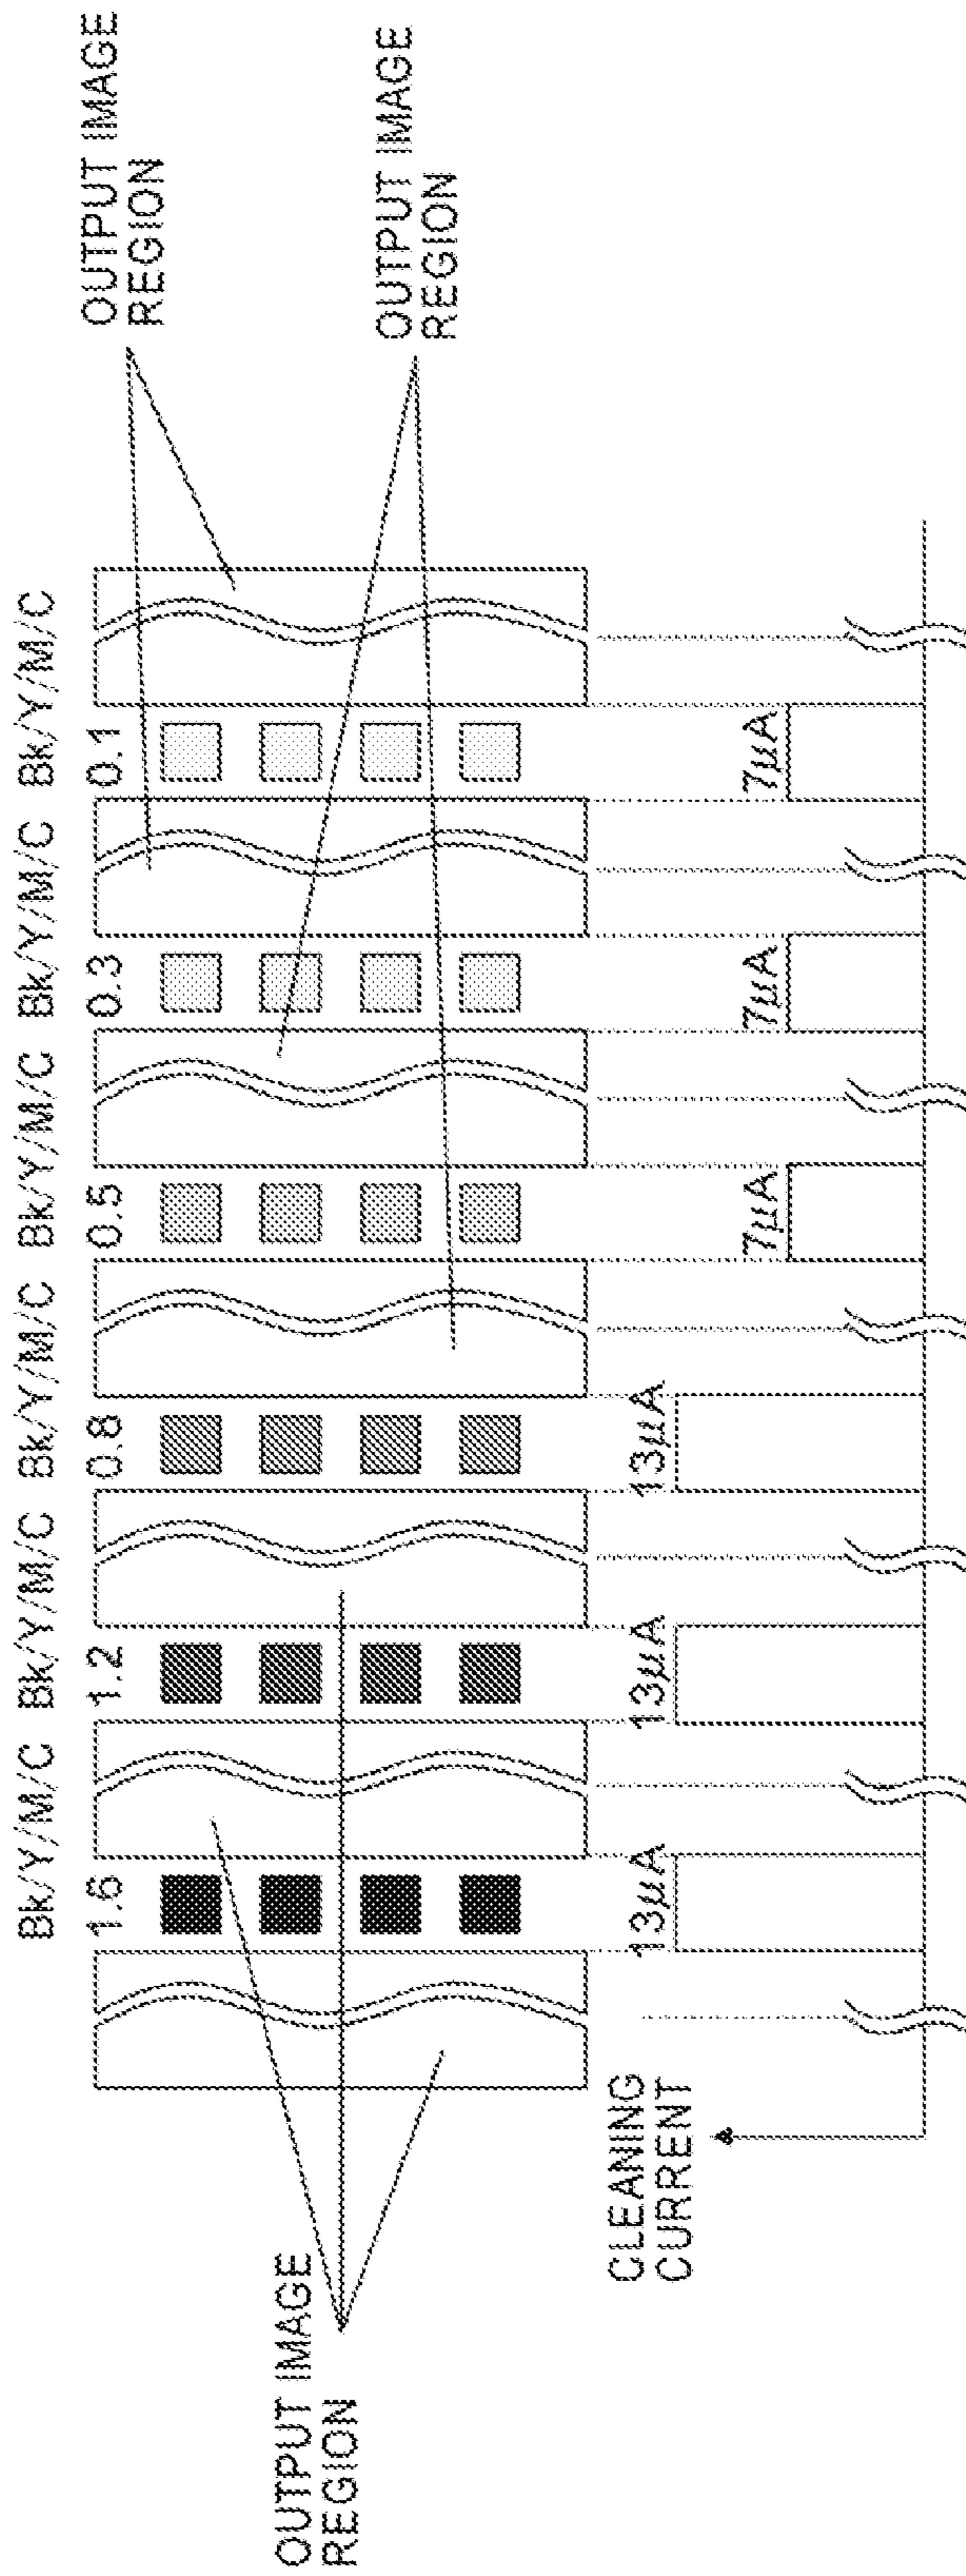 Bk/Y/M/C Bk/Y/M/C Bk/Y/M/C Bk/Y/M/C Bk/Y/M/C Bk/Y/M/C
1.6 1.2 0.8 0.5 0.3 0.1
OUTPUT IMAGE
REGION
OUTPUT IMAGE
REGION
OUTPUT IMAGE
REGION
CLEANING
CURRENT
13μA 13μA 13μA 7μA 7μA 7μA